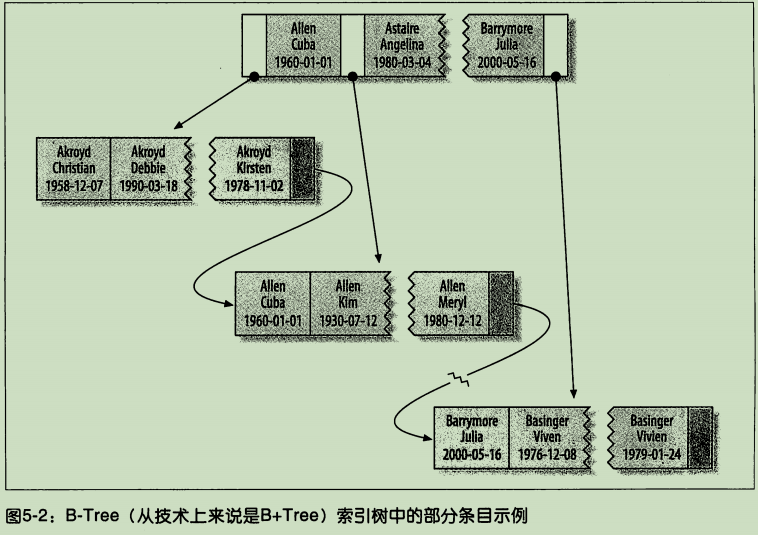 Allen
Cuba
1960-01-01
Astaire
Angelina
1980-03-04
Barrymore
Julia
2000-05-16
Akroyd
Christian
1958-12-07
Akroyd
Debbie
1990-03-18
Akroyd
Kirsten
1978-11-02
Allen
Cuba
1960-01-01
Allen
Kim
1930-07-12
Allen
Meryl
1980-12-12
Barrymore
Julia
2000-05-16
Basinger
Viven
1976-12-08
Basinger
Vivien
1979-01-24
图5-2：B-Tree（从技术上来说是B+Tree）索引树中的部分条目示例